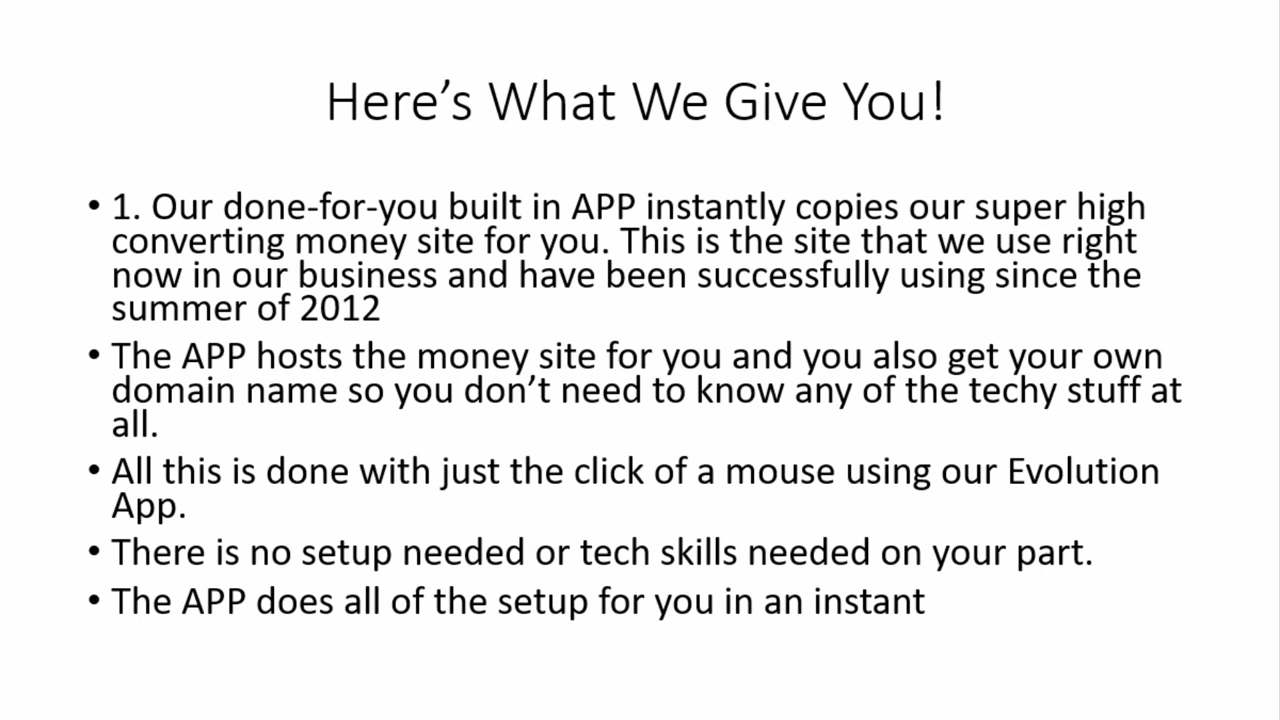 Here’s What We Give You!
• 1. Our done-for-you built in APP instantly copies our super high
converting money site for you. This is the site that we use right
now in our business and have been successfully using since the
summer of 2012
• The APP hosts the money site for you and you also get your own
domain name so you don’t need to know any of the techy stuff at
all.
• All this is done with just the click of a mouse using our Evolution
App.
• There is no setup needed or tech skills needed on your part.
• The APP does all of the setup for you in an instant